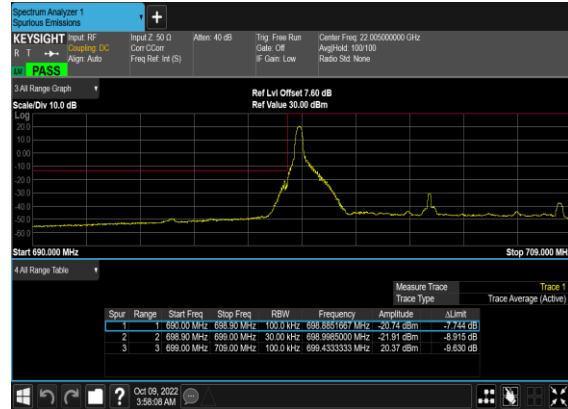 Spectrum Analyzer 1
Spurious Emissions
KEYSIGHT
R T
Input: RF
Coupling: DC
Align: Auto
Input Z: 50 Ω
Corr CCorr
Freq Ref: Int (S)
Atten: 40 dB
Trig: Free Run
Gate: Off
IF Gain: Low
Center Freq: 22.005000000 GHz
Avg|Hold: 100/100
Radio Std: None
PASS
3 All Range Graph
Scale/Div 10.0 dB
Ref Lvl Offset 7.60 dB
Ref Value 30.00 dBm
Log
20.0
10.0
0.00
-10.0
-20.0
-30.0
-40.0
-50.0
-60.0
Start 690.000 MHz
Stop 709.000 MH
4 All Range Table
Measure Trace Trace 1
Trace Type Trace Average (Active)
Spur Range Start Freq Stop Freq RBW Frequency Amplitude ΔLimit
1 1 690.00 MHz 698.90 MHz 100.0 kHz 698.8851667 MHz -20.74 dBm -7.744 dB
2 2 698.90 MHz 699.00 MHz 30.00 kHz 698.9985000 MHz -21.91 dBm -8.915 dB
3 3 699.00 MHz 709.00 MHz 100.0 kHz 699.4333333 MHz 20.37 dBm -9.630 dB
?
Oct 09, 2022
3:58:08 AM